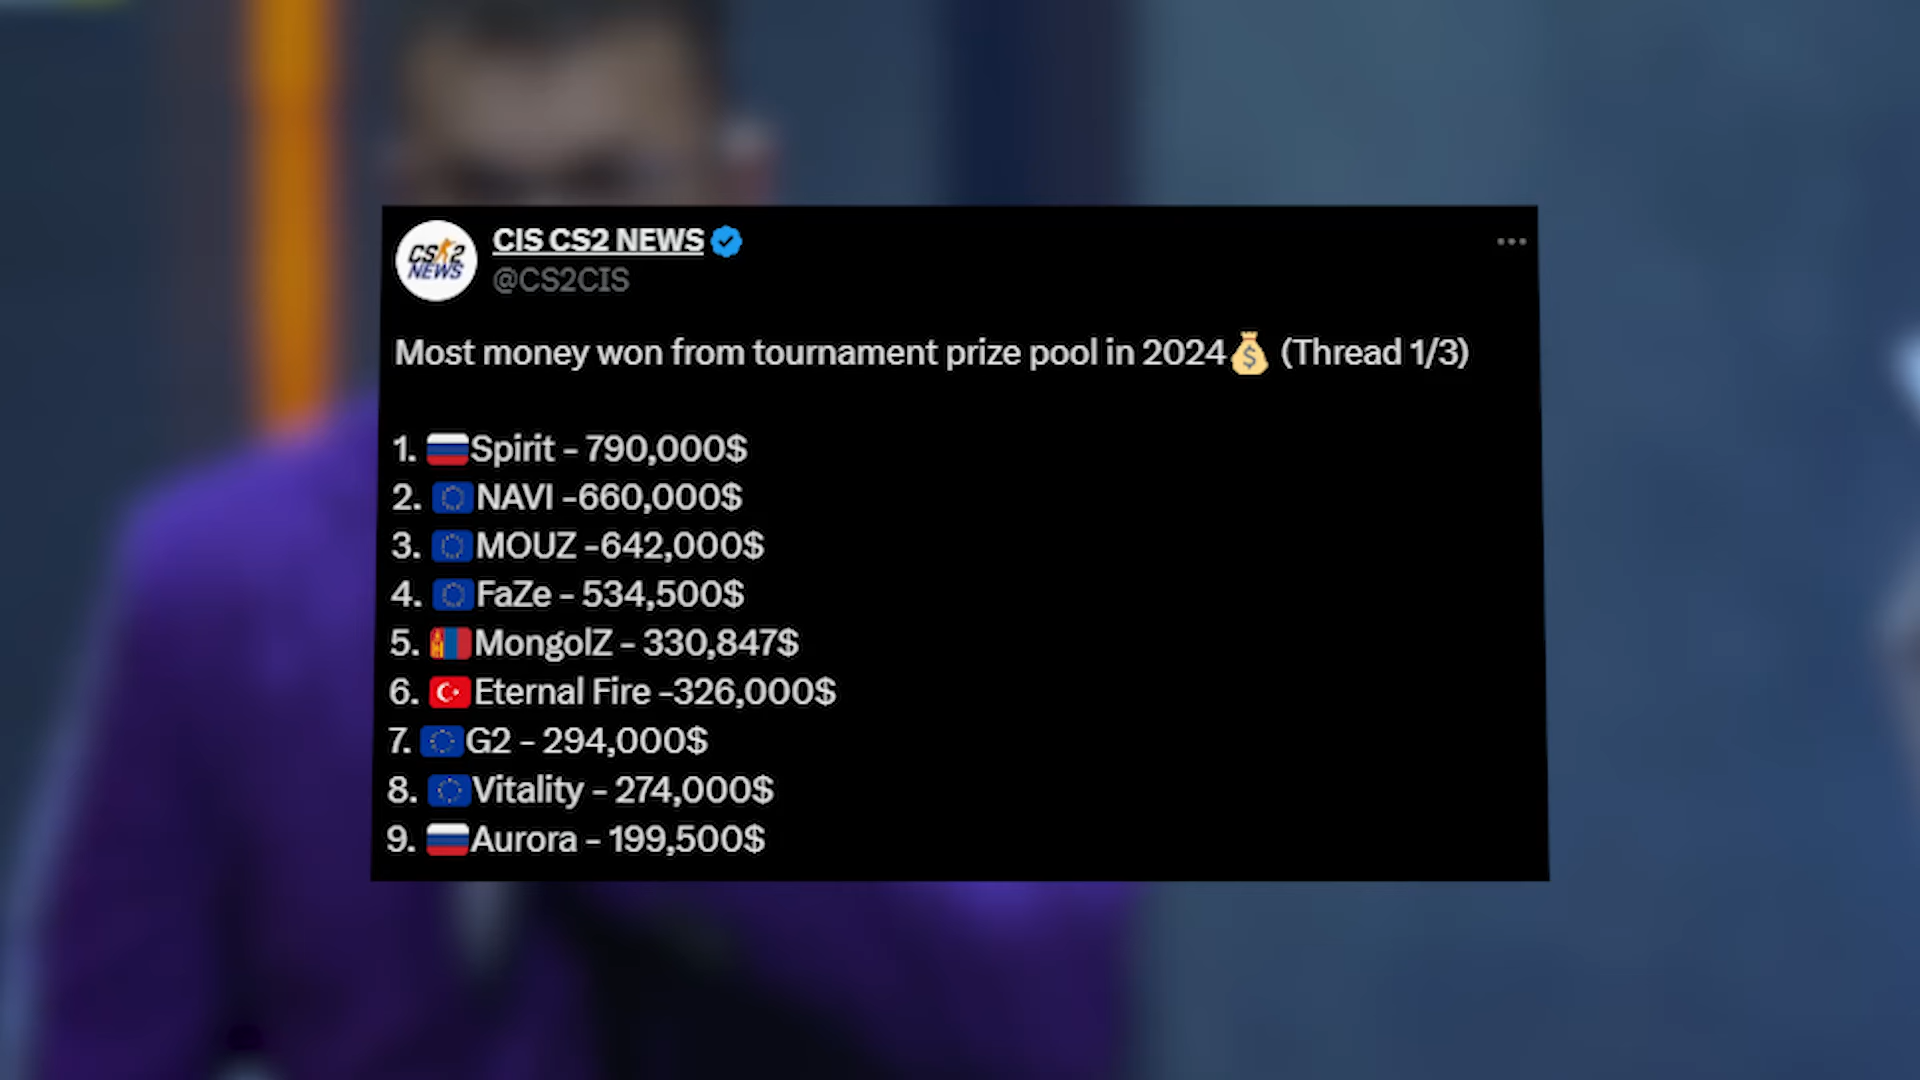 CS2
NEWS
CIS CS2 NEWS
@CS2CIS
Most money won from tournament prize pool in 2024💰 (Thread 1/3)
1. 🇷🇺Spirit - 790,000$
2. 🇪🇺NAVI -660,000$
3. 🇪🇺MOUZ -642,000$
4. 🇪🇺FaZe - 534,500$
5. 🇲🇳MongolZ - 330,847$
6. 🇹🇷Eternal Fire -326,000$
7. 🇪🇺G2 - 294,000$
8. 🇪🇺Vitality - 274,000$
9. 🇷🇺Aurora - 199,500$